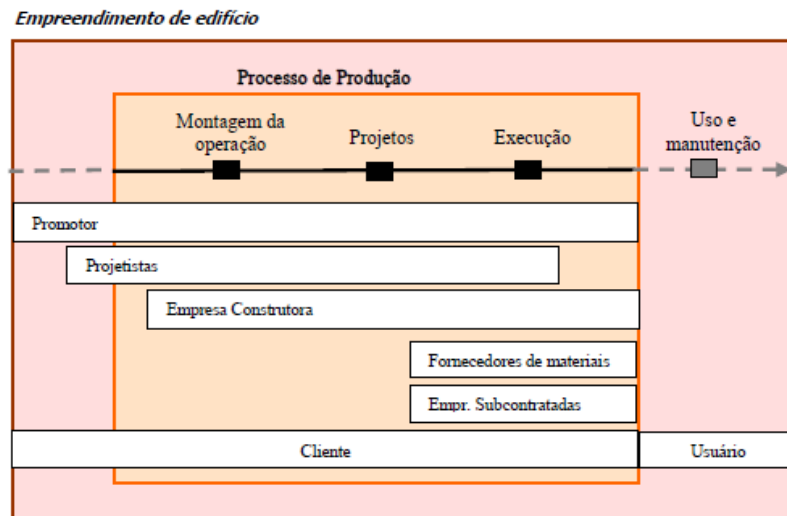 Empreendimento de edifício
Processo de Produção
Montagem da
operação
Projetos
Execução
Uso e
manutenção
Promotor
Projetistas
Empresa Construtora
Fornecedores de materiais
Empr. Subcontratadas
Cliente
Usuário